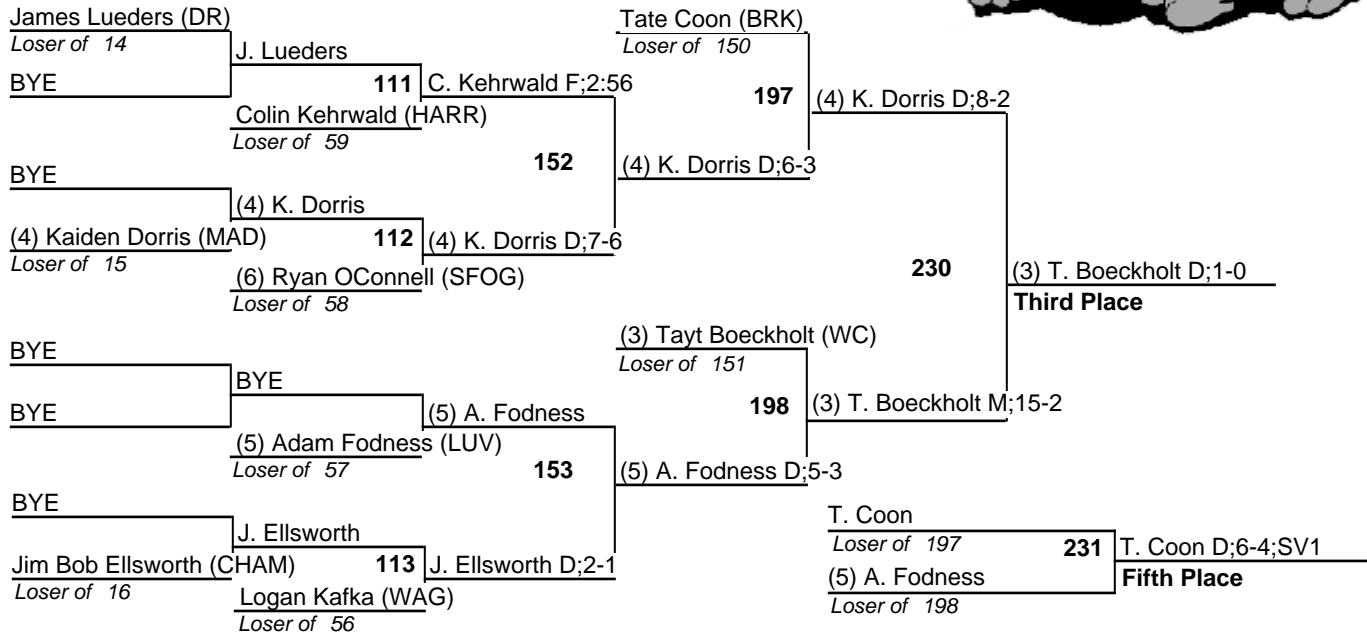 James Lueders (DR)
Loser of 14
BYE
J. Lueders
111
Colin Kehrwald (HARR)
Loser of 59
C. Kehrwald F;2:56
BYE
(4) Kaiden Dorris (MAD)
Loser of 15
(4) K. Dorris
112
(6) Ryan OConnell (SFOG)
Loser of 58
(4) K. Dorris D;7-6
152
(4) K. Dorris D;6-3
Tate Coon (BRK)
Loser of 150
197
(4) K. Dorris D;8-2
BYE
BYE
BYE
(5) Adam Fodness (LUV)
Loser of 57
(5) A. Fodness
BYE
Jim Bob Ellsworth (CHAM)
Loser of 16
J. Ellsworth
113
Logan Kafka (WAG)
Loser of 56
J. Ellsworth D;2-1
153
(5) A. Fodness D;5-3
(3) Tayt Boeckholt (WC)
Loser of 151
198
(3) T. Boeckholt M;15-2
230
(3) T. Boeckholt D;1-0
Third Place
T. Coon
Loser of 197
(5) A. Fodness
Loser of 198
231
T. Coon D;6-4;SV1
Fifth Place